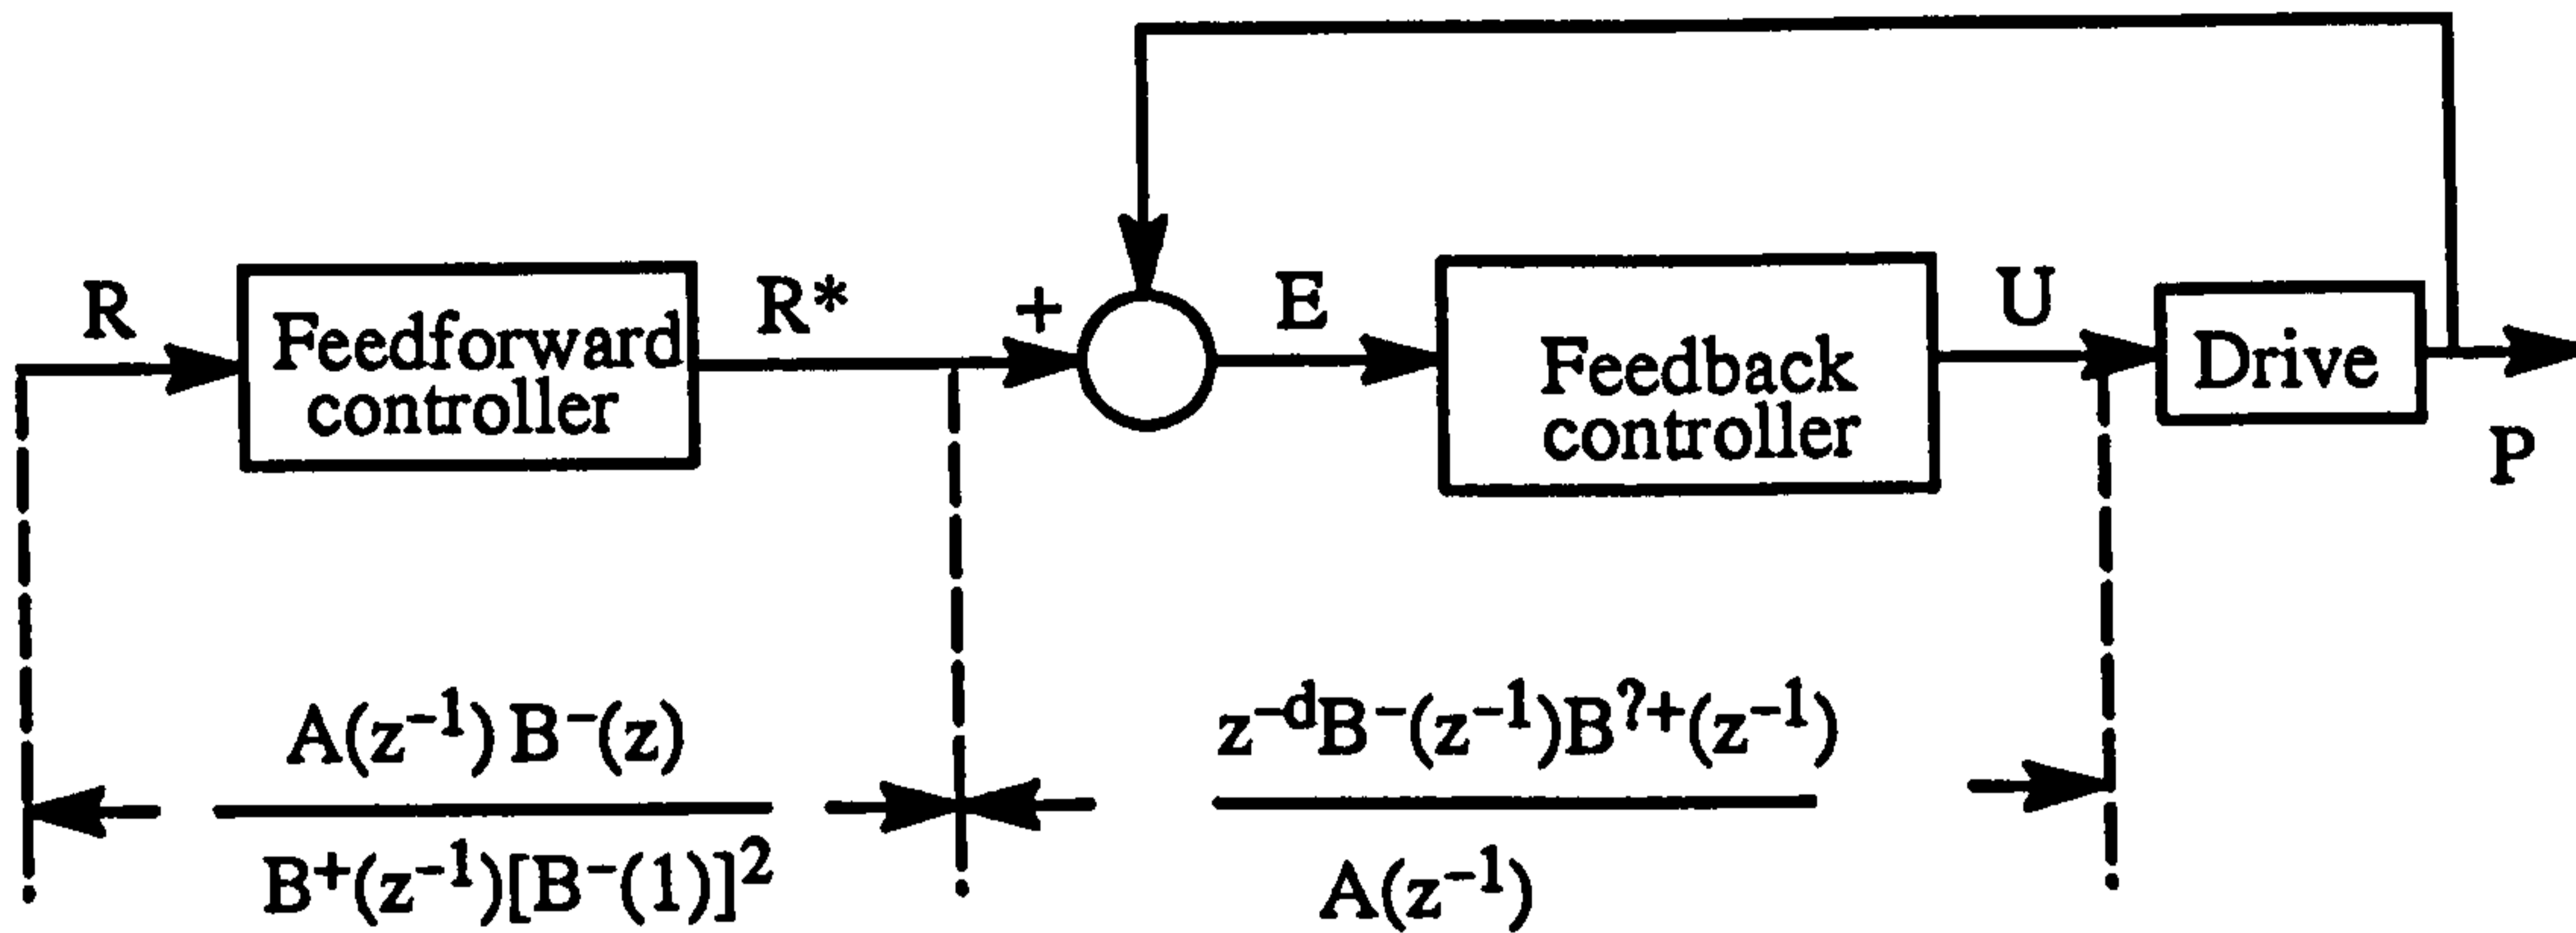 R
Feedforward
controller
R*
+
E
Feedback
controller
U
Drive
P
A(z⁻¹) B⁻(z)
B⁺(z⁻¹)[B⁻(1)]²
z⁻ᵈB⁻(z⁻¹)B^?⁺(z⁻¹)
A(z⁻¹)